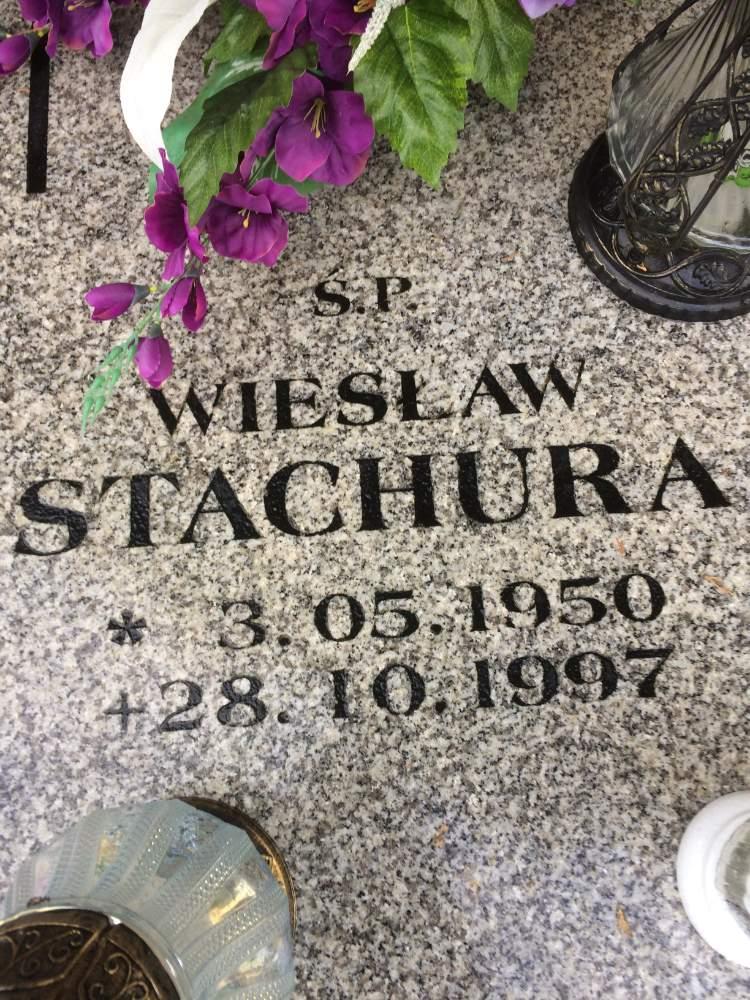 Ś.P.
WIESŁAW
STACHURA
* 3.05.1950
+28.10.1997